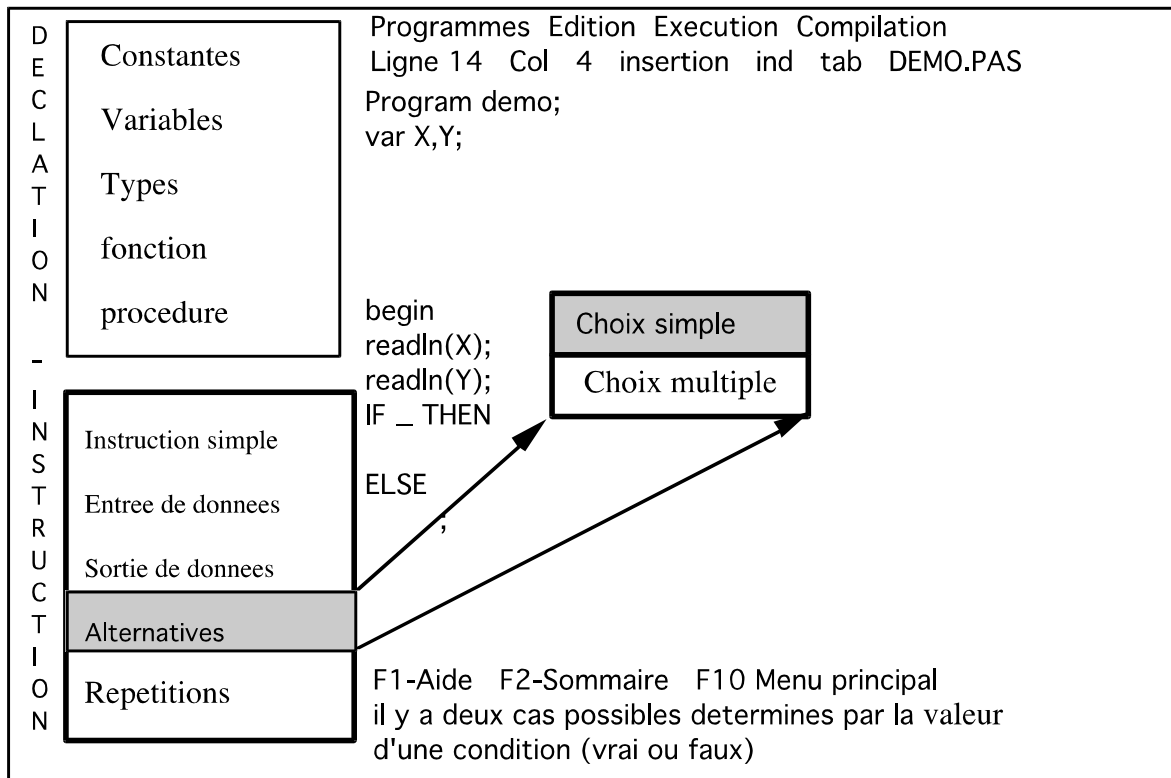 DECLATION - INSTRUCTION
Constantes
Variables
Types
fonction
procedure
Instruction simple
Entree de donnees
Sortie de donnees
Alternatives
Repetitions
Programmes Edition Execution Compilation
Ligne 14 Col 4 insertion ind tab DEMO.PAS
Program demo;
var X,Y;
begin
readln(X);
readln(Y);
IF _ THEN
ELSE
;
Choix simple
Choix multiple
F1-Aide F2-Sommaire F10 Menu principal
il y a deux cas possibles determines par la valeur
d'une condition (vrai ou faux)